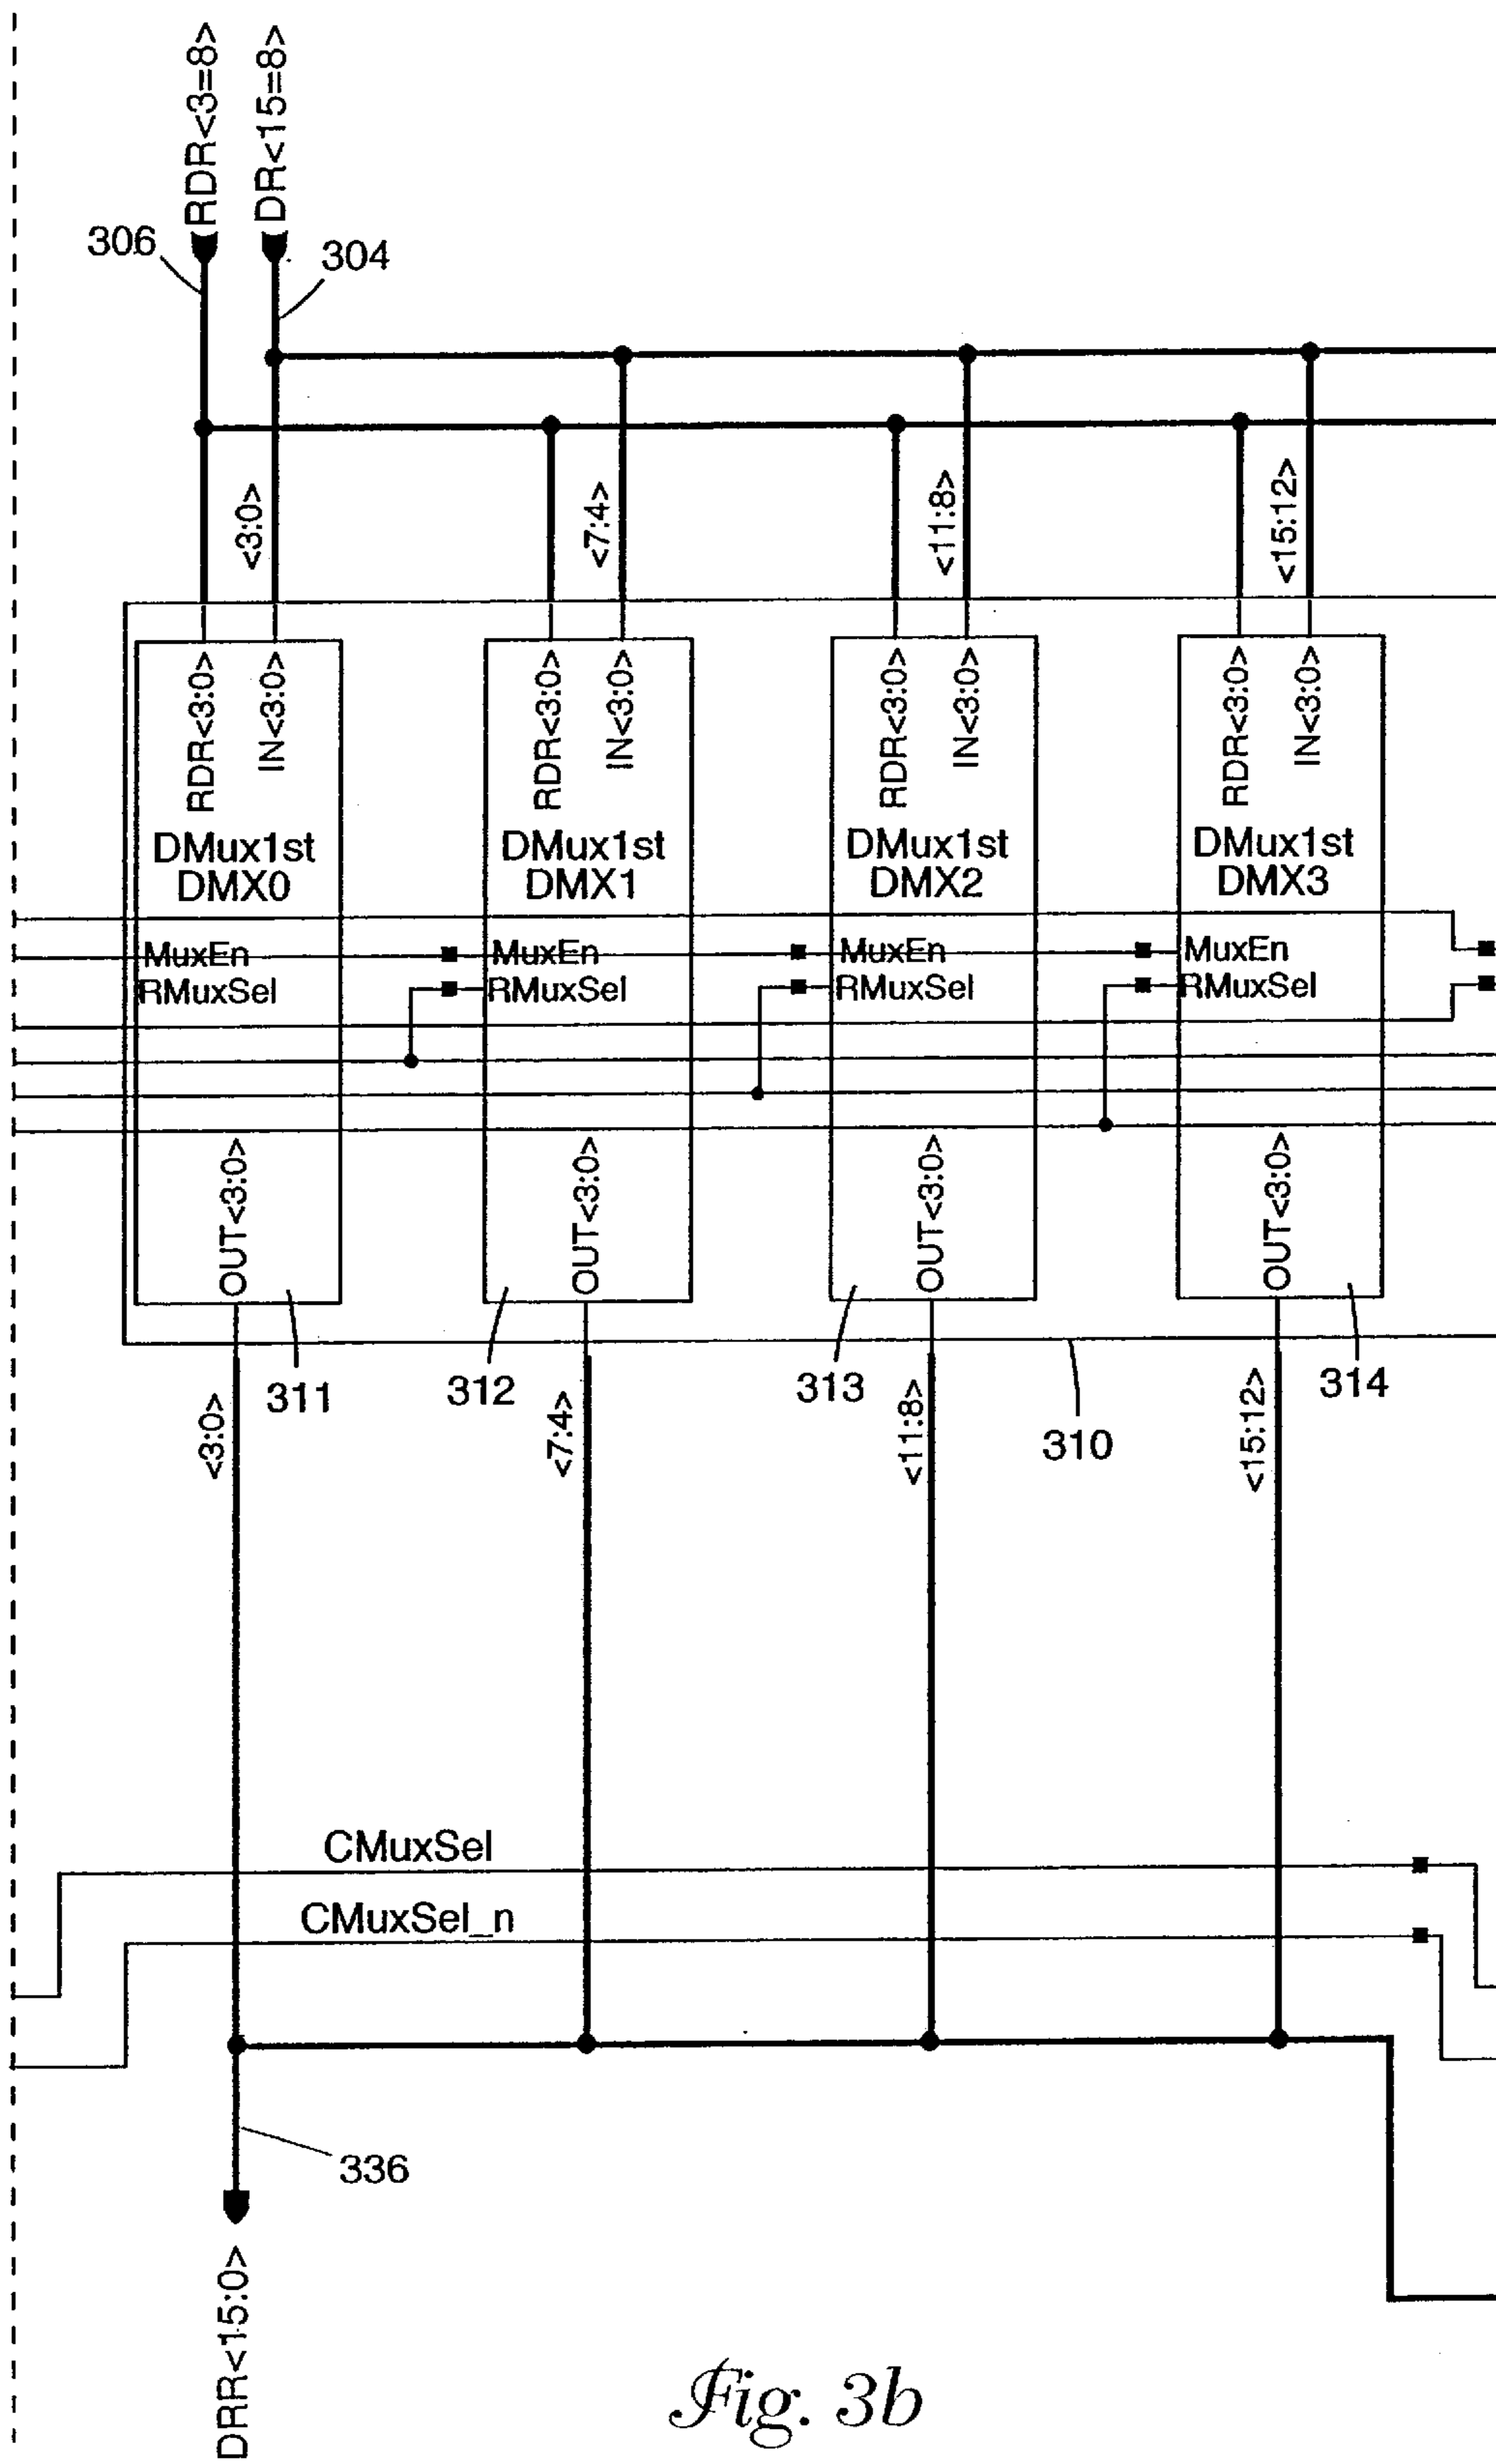 RDR<3=8>
DR<15=8>
306
304
<3:0>
<7:4>
<11:8>
<15:12>
RDR<3:0>
IN<3:0>
RDR<3:0>
IN<3:0>
RDR<3:0>
IN<3:0>
RDR<3:0>
IN<3:0>
DMux1st
DMX0
DMux1st
DMX1
DMux1st
DMX2
DMux1st
DMX3
MuxEn
RMuxSel
MuxEn
RMuxSel
MuxEn
RMuxSel
MuxEn
RMuxSel
OUT<3:0>
OUT<3:0>
OUT<3:0>
OUT<3:0>
311
312
313
314
310
<3:0>
<7:4>
<11:8>
<15:12>
CMuxSel
CMuxSel_n
336
DRR<15:0>
Fig. 3b